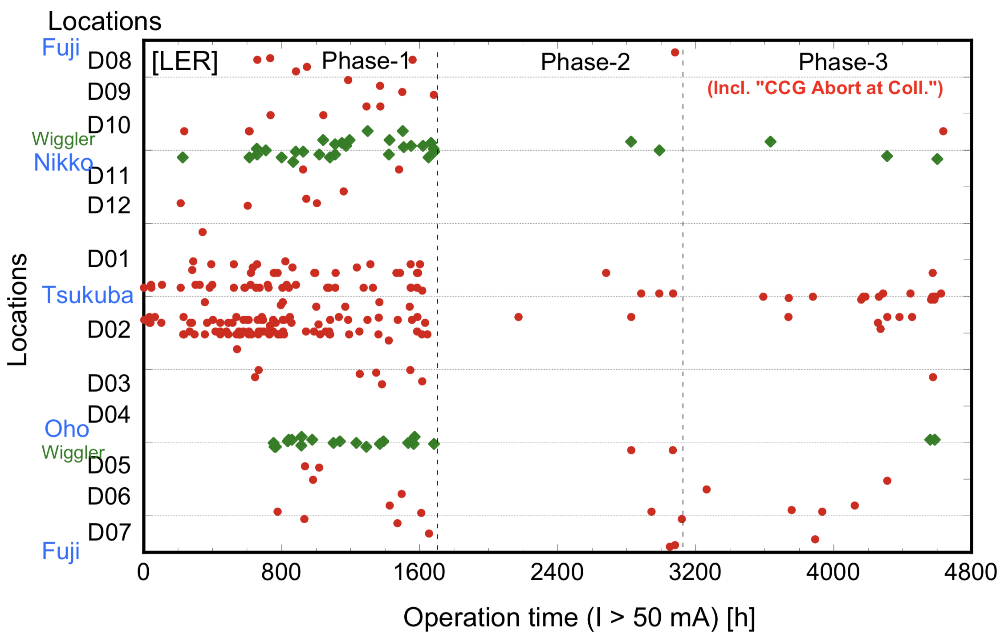 Locations
Fuji
D08
[LER]
Phase-1
Phase-2
Phase-3
D09
(Incl. "CCG Abort at Coll.")
D10
Wiggler
Nikko
D11
D12
D01
Locations
Tsukuba
D02
D03
D04
Oho
Wiggler
D05
D06
D07
Fuji
0 800 1600 2400 3200 4000 4800
Operation time (I > 50 mA) [h]